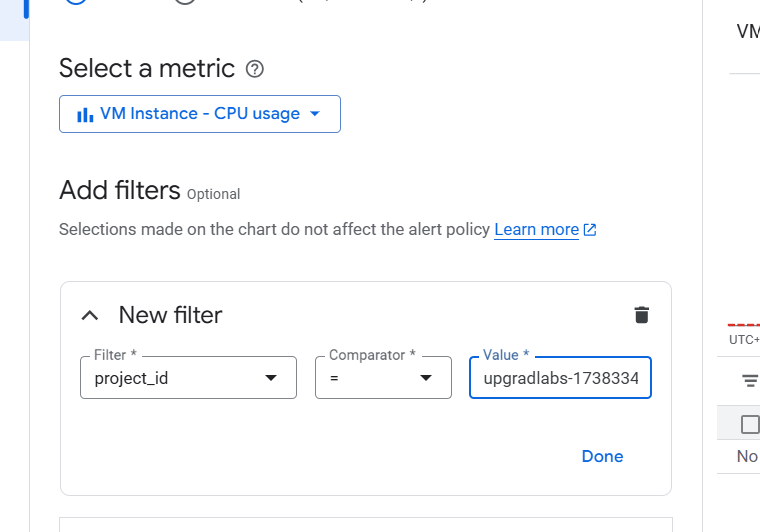 Select a metric
VM Instance - CPU usage
Add filters Optional
Selections made on the chart do not affect the alert policy Learn more
New filter
Filter * Comparator * Value *
project_id = upgradlabs-1738334
Done
VM
UTC+
No